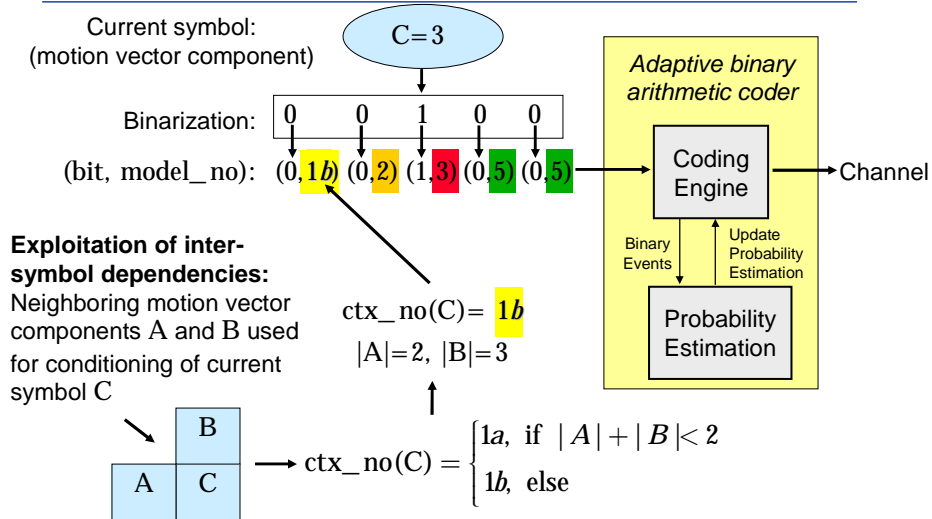 Current symbol:
(motion vector component)
C=3
Binarization:
0 0 1 0 0
(bit, model_no): (0,1b) (0,2) (1,3) (0,5) (0,5)
Adaptive binary
arithmetic coder
Coding
Engine
Channel
Binary
Events
Update
Probability
Estimation
Probability
Estimation
Exploitation of inter-
symbol dependencies:
Neighboring motion vector
components A and B used
for conditioning of current
symbol C
ctx_no(C)= 1b
|A|=2, |B|=3
B
A C
ctx_no(C) = {1a, if |A|+|B|<2
1b, else